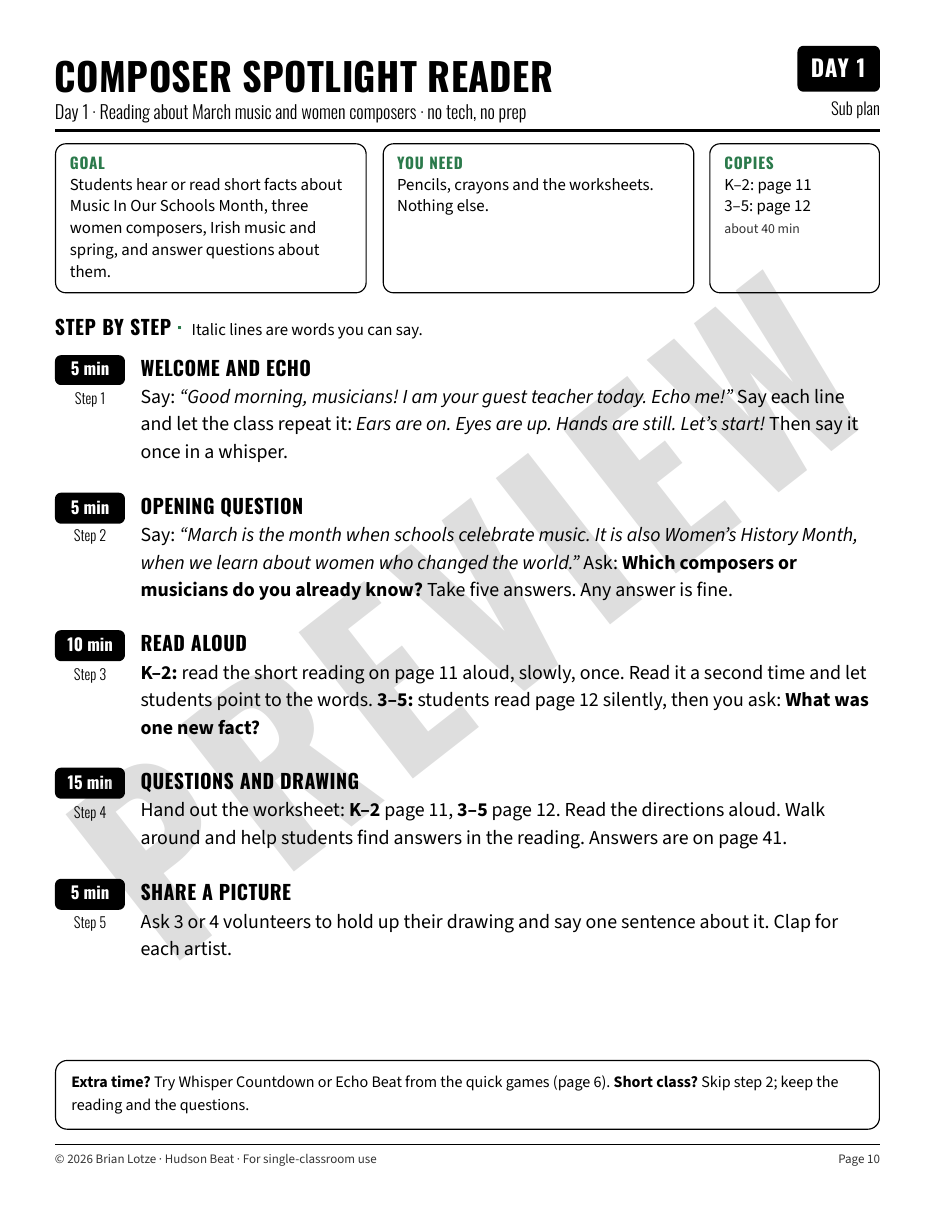 COMPOSER SPOTLIGHT READER
DAY 1
Day 1 · Reading about March music and women composers · no tech, no prep
Sub plan
GOAL
Students hear or read short facts about
Music In Our Schools Month, three
women composers, Irish music and
spring, and answer questions about
them.
YOU NEED
Pencils, crayons and the worksheets.
Nothing else.
COPIES
K–2: page 11
3–5: page 12
about 40 min
STEP BY STEP · Italic lines are words you can say.
5 min
Step 1
WELCOME AND ECHO
Say: “Good morning, musicians! I am your guest teacher today. Echo me!” Say each line
and let the class repeat it: Ears are on. Eyes are up. Hands are still. Let’s start! Then say it
once in a whisper.
5 min
Step 2
OPENING QUESTION
Say: “March is the month when schools celebrate music. It is also Women’s History Month,
when we learn about women who changed the world.” Ask: Which composers or
musicians do you already know? Take five answers. Any answer is fine.
10 min
Step 3
READ ALOUD
K–2: read the short reading on page 11 aloud, slowly, once. Read it a second time and let
students point to the words. 3–5: students read page 12 silently, then you ask: What was
one new fact?
15 min
Step 4
QUESTIONS AND DRAWING
Hand out the worksheet: K–2 page 11, 3–5 page 12. Read the directions aloud. Walk
around and help students find answers in the reading. Answers are on page 41.
5 min
Step 5
SHARE A PICTURE
Ask 3 or 4 volunteers to hold up their drawing and say one sentence about it. Clap for
each artist.
PREVIEW
Extra time? Try Whisper Countdown or Echo Beat from the quick games (page 6). Short class? Skip step 2; keep the
reading and the questions.
© 2026 Brian Lotze · Hudson Beat · For single-classroom use
Page 10